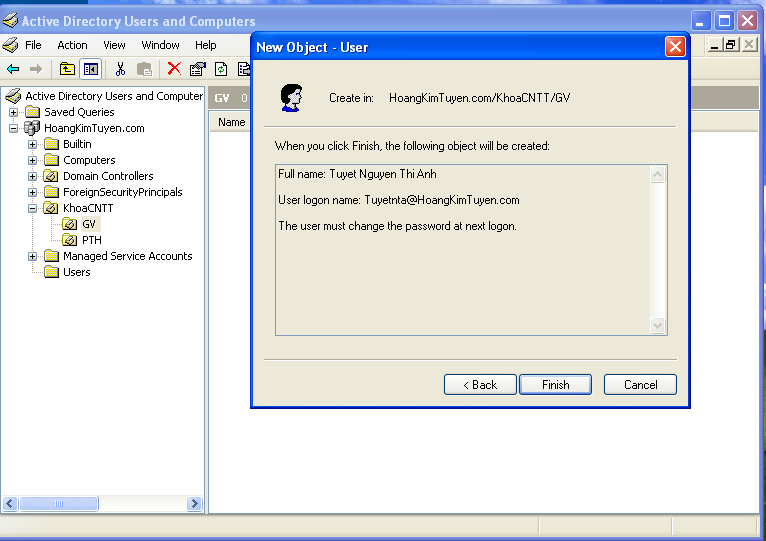 Active Directory Users and Computers
File Action View Window Help
Active Directory Users and Computer
Saved Queries
HoangKimTuyen.com
Builtin
Computers
Domain Controllers
ForeignSecurityPrincipals
KhoaCNTT
GV
PTH
Managed Service Accounts
Users
GV 0
Name
New Object - User
Create in: HoangKimTuyen.com/KhoaCNTT/GV
When you click Finish, the following object will be created:
Full name: Tuyet Nguyen Thi Anh
User logon name: Tuyetnta@HoangKimTuyen.com
The user must change the password at next logon.
< Back Finish Cancel